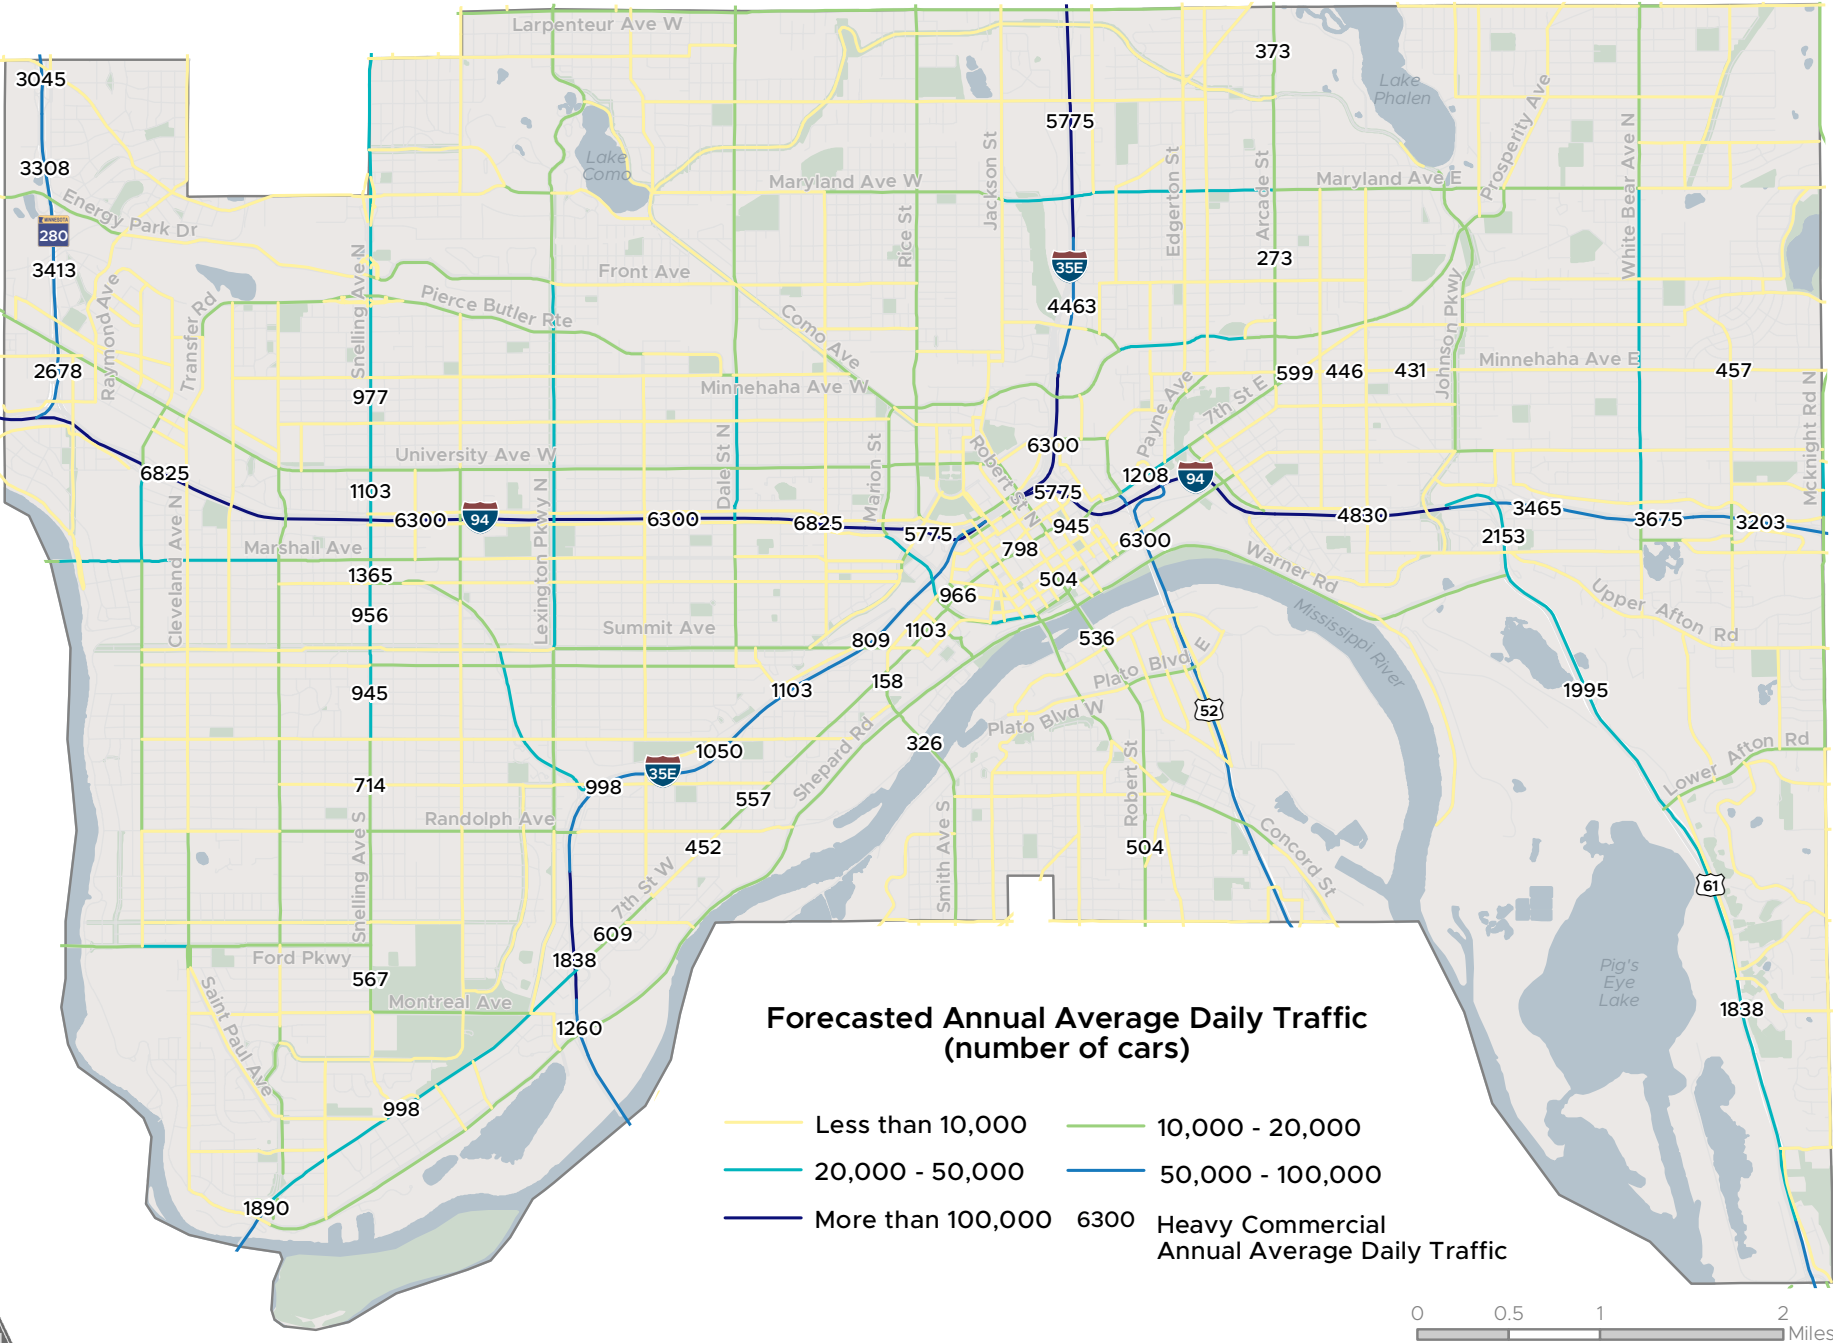 Larpenteur Ave W
373
3045
Lake
Phalen
5775
3308
Lake
Como
Jackson St
Edgerton St
Arcade St
Prosperity Ave
White Bear Ave N
Maryland Ave W
Maryland Ave E
Energy Park Dr
MINNESOTA
280
Rice St
3413
Snelling Ave N
Front Ave
35E
273
Raymond Ave
Transfer Rd
Pierce Butler Rte
Como Ave
4463
Johnson Pkwy
2678
Minnehaha Ave W
Payne Ave
7th St E
599
446
431
Minnehaha Ave E
457
Mcknight Rd N
977
University Ave W
Dale St N
Marion St
Robert St N
6300
6825
1208
94
1103
5775
6300
94
6300
6825
5775
945
4830
3465
3675
3203
Cleveland Ave N
Lexington Pkwy N
Marshall Ave
798
6300
2153
Warner Rd
1365
504
966
Upper Afton Rd
956
Summit Ave
809
1103
536
Mississippi River
945
1103
158
Plato Blvd E
1995
52
Plato Blvd W
326
1050
Shepard Rd
Robert St
Lower Afton Rd
35E
714
998
557
Randolph Ave
Smith Ave S
Concord St
452
504
Snelling Ave S
7th St W
61
609
Ford Pkwy
1838
567
Pig's
Eye
Lake
Saint Paul Ave
Montreal Ave
1260
1838
998
1890
Forecasted Annual Average Daily Traffic
(number of cars)
Less than 10,000
10,000 - 20,000
20,000 - 50,000
50,000 - 100,000
More than 100,000
6300
Heavy Commercial
Annual Average Daily Traffic
0 0.5 1 2
Miles